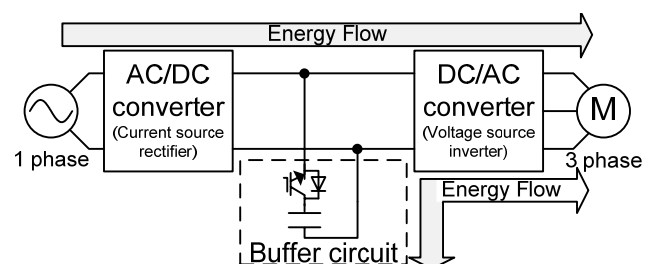 Energy Flow
AC/DC
converter
(Current source
rectifier)
DC/AC
converter
(Voltage source
inverter)
M
1 phase
3 phase
Energy Flow
Buffer circuit